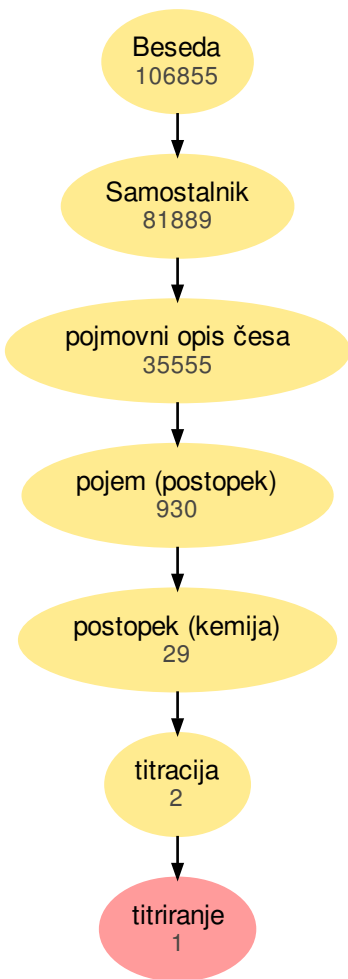 Beseda
106855
Samostalnik
81889
pojmovni opis česa
35555
pojem (postopek)
930
postopek (kemija)
29
titracija
2
titriranje
1